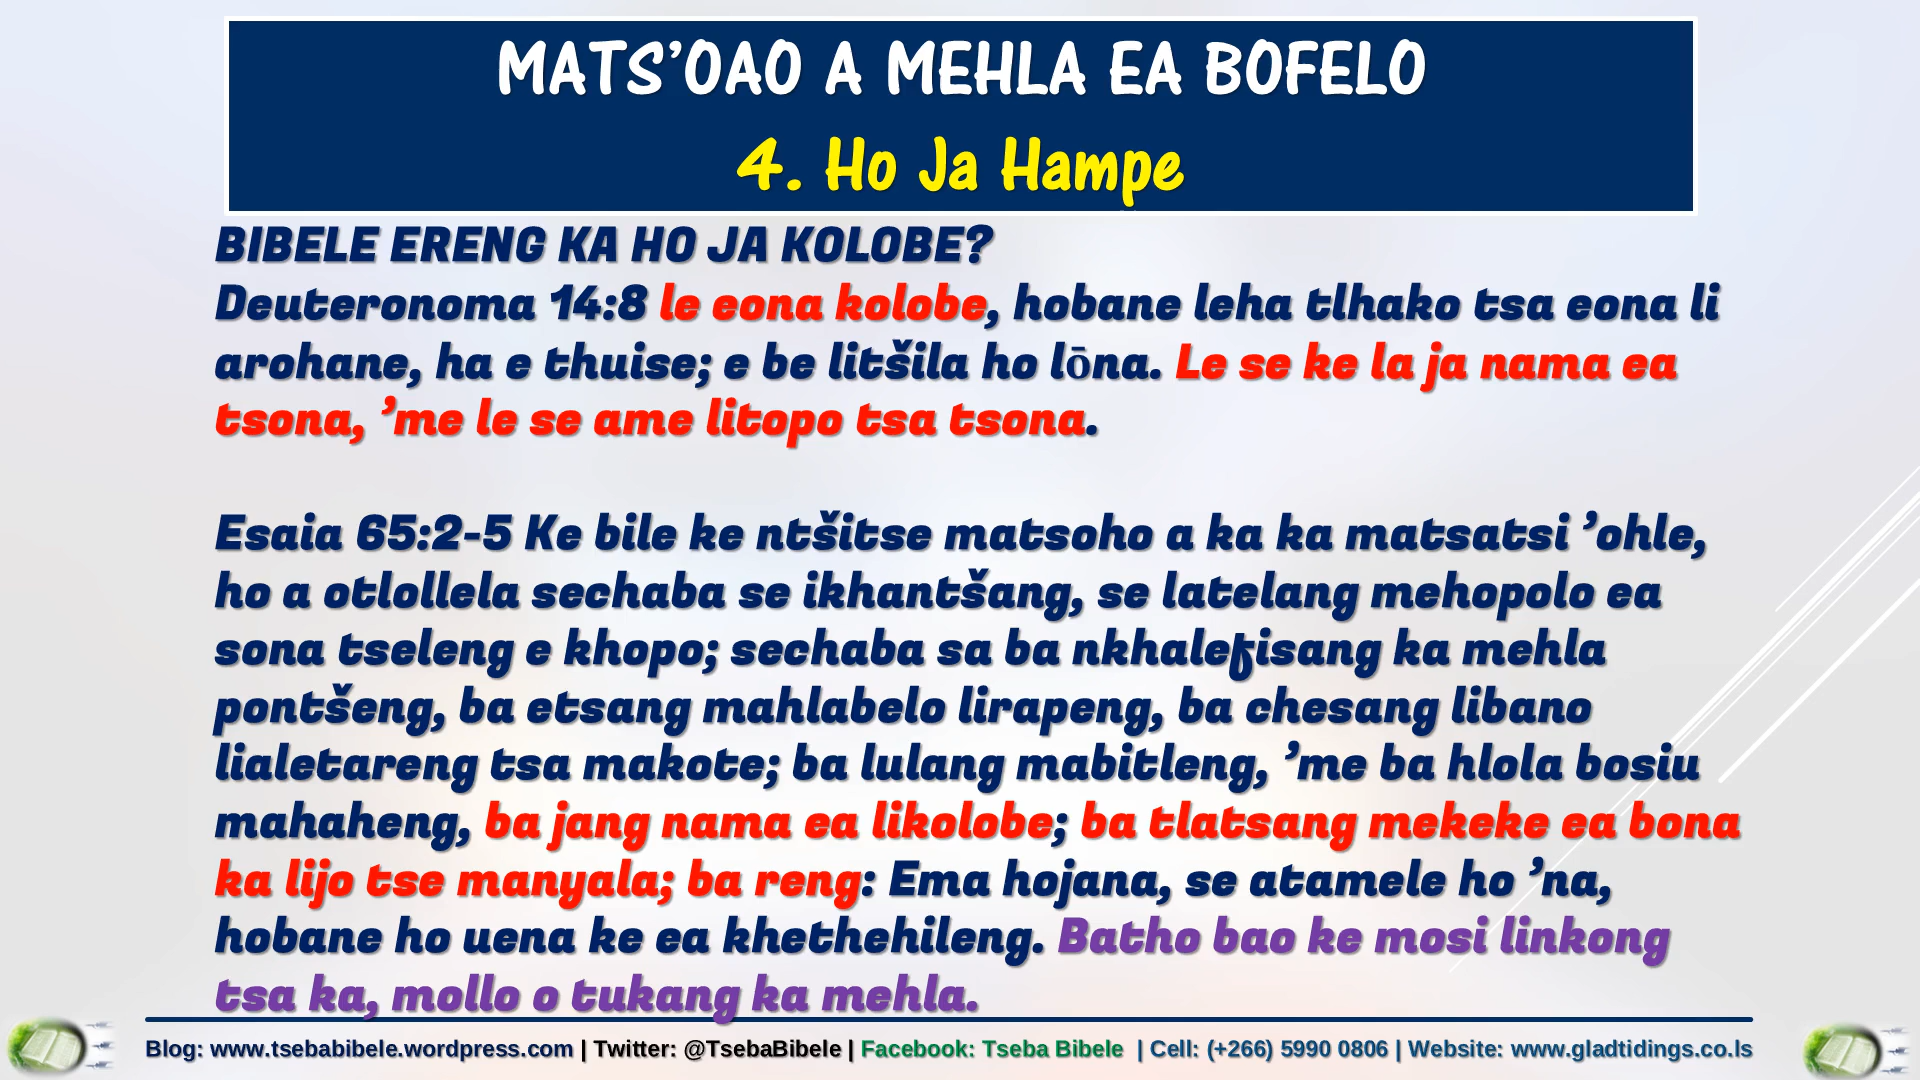 MATS’OAO A MEHLA EA BOFELO
4. Ho Ja Hampe
BIBELE ERENG KA HO JA KOLOBE?
Deuteronoma 14:8 le eona kolobe, hobane leha tlhako tsa eona li
arohane, ha e thuise; e be litšila ho lōna. Le se ke la ja nama ea
tsona, ’me le se ame litopo tsa tsona.
Esaia 65:2-5 Ke bile ke ntšitse matsoho a ka ka matsatsi ’ohle,
ho a otlollela sechaba se ikhantšang, se latelang mehopolo ea
sona tseleng e khopo; sechaba sa ba nkhalefisang ka mehla
pontšeng, ba etsang mahlabelo lirapeng, ba chesang libano
lialetareng tsa makote; ba lulang mabitleng, ’me ba hlola bosiu
mahaheng, ba jang nama ea likolobe; ba tlatsang mekeke ea bona
ka lijo tse manyala; ba reng: Ema hojana, se atamele ho ’na,
hobane ho uena ke ea khethehileng. Batho bao ke mosi linkong
tsa ka, mollo o tukang ka mehla.
Blog: www.tsebabibele.wordpress.com | Twitter: @TsebaBibele | Facebook: Tseba Bibele | Cell: (+266) 5990 0806 | Website: www.gladtidings.co.ls